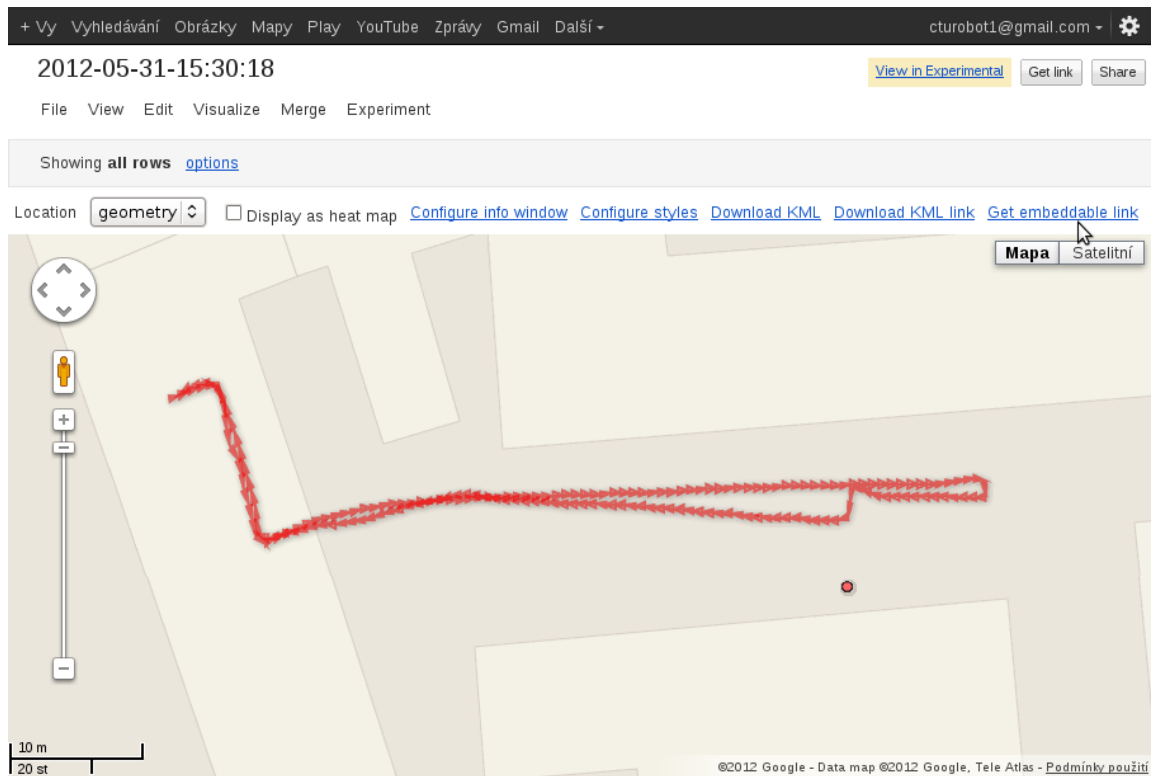 + Vy Vyhledávání Obrázky Mapy Play YouTube Zprávy Gmail Další cturobot1@gmail.com
2012-05-31-15:30:18 View in Experimental Get link Share
File View Edit Visualize Merge Experiment
Showing all rows options
Location geometry Display as heat map Configure info window Configure styles Download KML Download KML link Get embeddable link
Mapa Satelitní
+
−
10 m
20 st ©2012 Google - Data map ©2012 Google, Tele Atlas - Podmínky použití